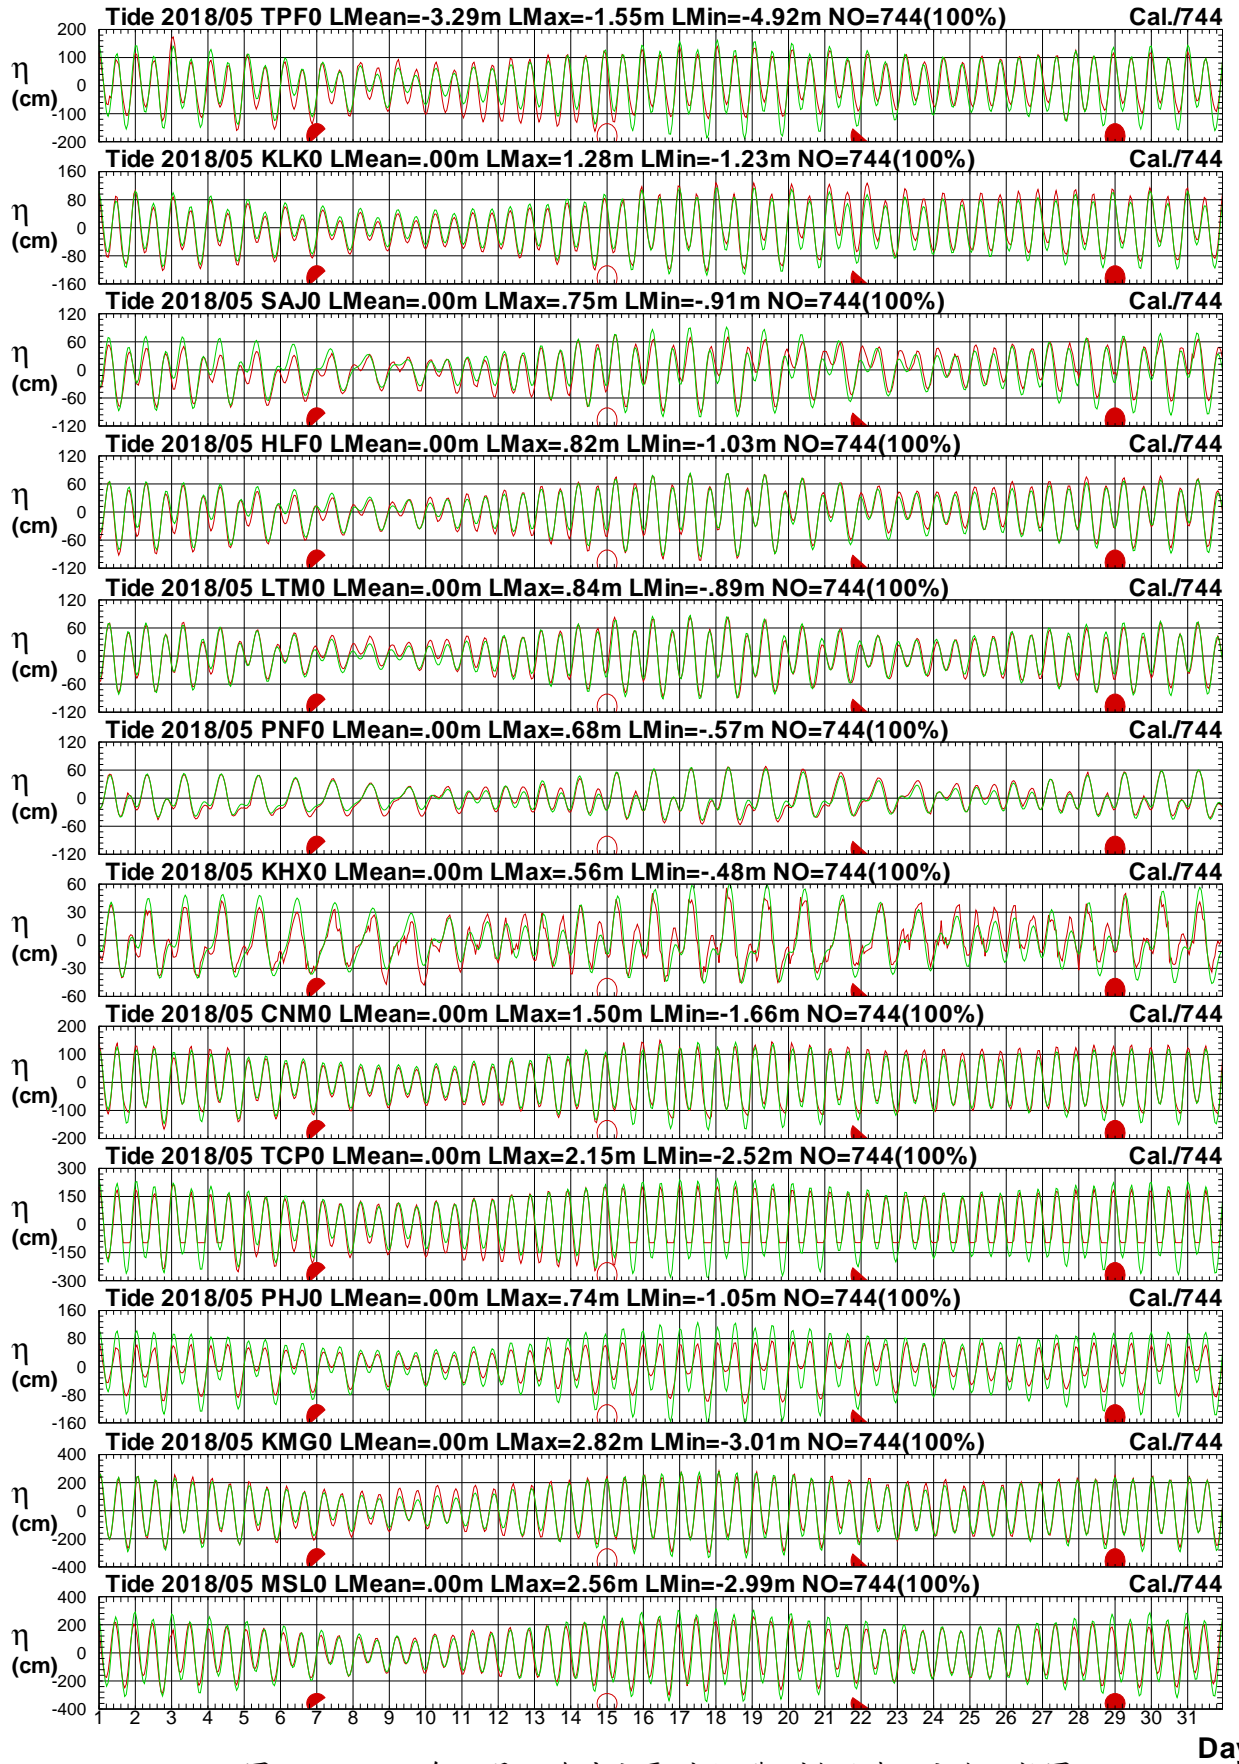 Tide 2018/05 TPF0 LMean=-3.29m LMax=-1.55m LMin=-4.92m NO=744(100%) Cal./744
200
100
0
-100
-200
η
(cm)
Tide 2018/05 KLK0 LMean=.00m LMax=1.28m LMin=-1.23m NO=744(100%) Cal./744
160
80
0
-80
-160
η
(cm)
Tide 2018/05 SAJ0 LMean=.00m LMax=.75m LMin=-.91m NO=744(100%) Cal./744
120
60
0
-60
-120
η
(cm)
Tide 2018/05 HLF0 LMean=.00m LMax=.82m LMin=-1.03m NO=744(100%) Cal./744
120
60
0
-60
-120
η
(cm)
Tide 2018/05 LTM0 LMean=.00m LMax=.84m LMin=-.89m NO=744(100%) Cal./744
120
60
0
-60
-120
η
(cm)
Tide 2018/05 PNF0 LMean=.00m LMax=.68m LMin=-.57m NO=744(100%) Cal./744
120
60
0
-60
-120
η
(cm)
Tide 2018/05 KHX0 LMean=.00m LMax=.56m LMin=-.48m NO=744(100%) Cal./744
60
30
0
-30
-60
η
(cm)
Tide 2018/05 CNM0 LMean=.00m LMax=1.50m LMin=-1.66m NO=744(100%) Cal./744
200
100
0
-100
-200
η
(cm)
Tide 2018/05 TCP0 LMean=.00m LMax=2.15m LMin=-2.52m NO=744(100%) Cal./744
300
150
0
-150
-300
η
(cm)
Tide 2018/05 PHJ0 LMean=.00m LMax=.74m LMin=-1.05m NO=744(100%) Cal./744
160
80
0
-80
-160
η
(cm)
Tide 2018/05 KMG0 LMean=.00m LMax=2.82m LMin=-3.01m NO=744(100%) Cal./744
400
200
0
-200
-400
η
(cm)
Tide 2018/05 MSL0 LMean=.00m LMax=2.56m LMin=-2.99m NO=744(100%) Cal./744
400
200
0
-200
-400
η
(cm)
1 2 3 4 5 6 7 8 9 10 11 12 13 14 15 16 17 18 19 20 21 22 23 24 25 26 27 28 29 30 31